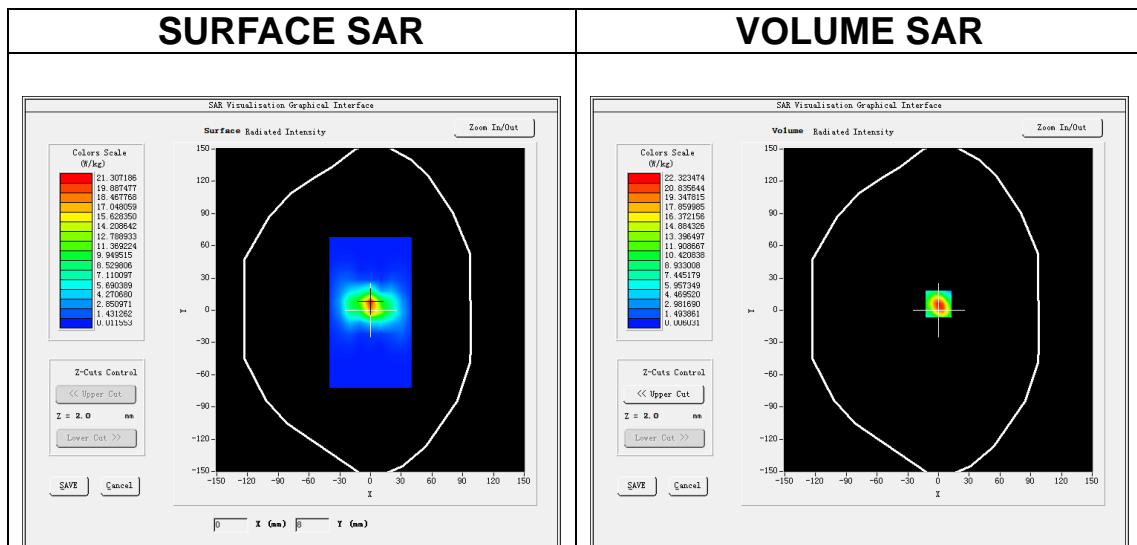 SURFACE SAR
VOLUME SAR
SAR Visualisation Graphical Interface
Surface Radiated Intensity
Zoom In/Out
Colors Scale
(W/kg)
21.307186
19.887477
18.467768
17.048059
15.628350
14.208642
12.788933
11.369224
9.949515
8.529806
7.110097
5.690389
4.270680
2.850971
1.431262
0.011553
Z-Cuts Control
<< Upper Cut
Z = 2.0 mm
Lower Cut >>
SAVE
Cancel
150
120
90
60
30
0
-30
-60
-90
-120
-150
Y
-150 -120 -90 -60 -30 0 30 60 90 120 150
X
0 X (mm) 8 Y (mm)
SAR Visualisation Graphical Interface
Volume Radiated Intensity
Zoom In/Out
Colors Scale
(W/kg)
22.323474
20.835644
19.347815
17.859985
16.372156
14.884326
13.396497
11.908667
10.420838
8.933008
7.445179
5.957349
4.469520
2.981690
1.493861
0.006031
Z-Cuts Control
<< Upper Cut
Z = 2.0 mm
Lower Cut >>
SAVE
Cancel
150
120
90
60
30
0
-30
-60
-90
-120
-150
Y
-150 -120 -90 -60 -30 0 30 60 90 120 150
X